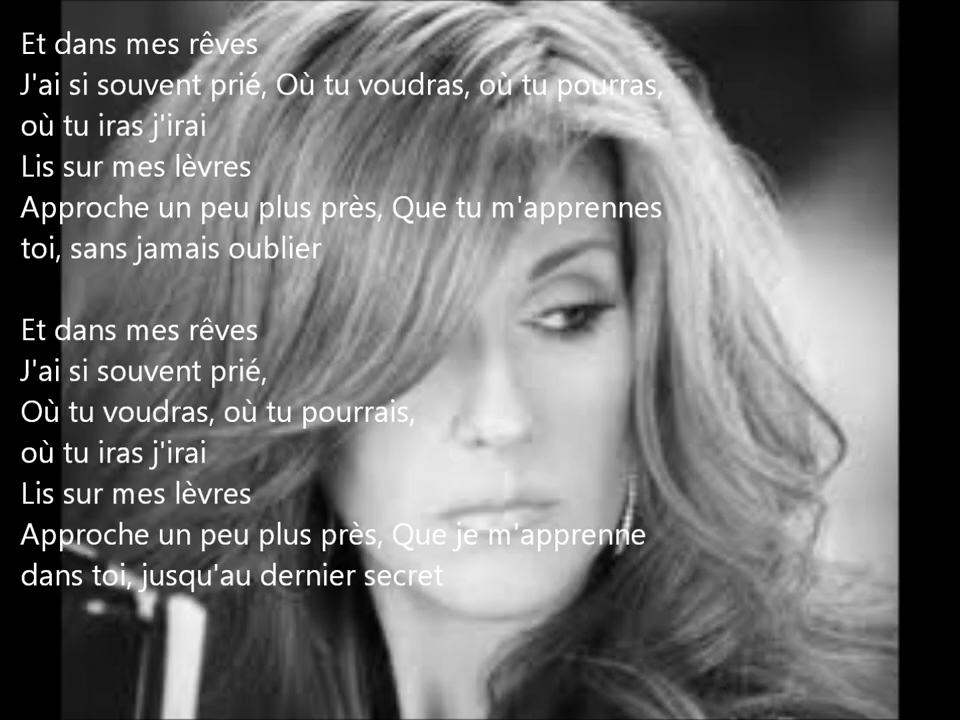 Et dans mes rêves
J'ai si souvent prié, Où tu voudras, où tu pourras,
où tu iras j'irai
Lis sur mes lèvres
Approche un peu plus près, Que tu m'apprennes
toi, sans jamais oublier
Et dans mes rêves
J'ai si souvent prié,
Où tu voudras, où tu pourrais,
où tu iras j'irai
Lis sur mes lèvres
Approche un peu plus près, Que je m'apprenne
dans toi, jusqu'au dernier secret